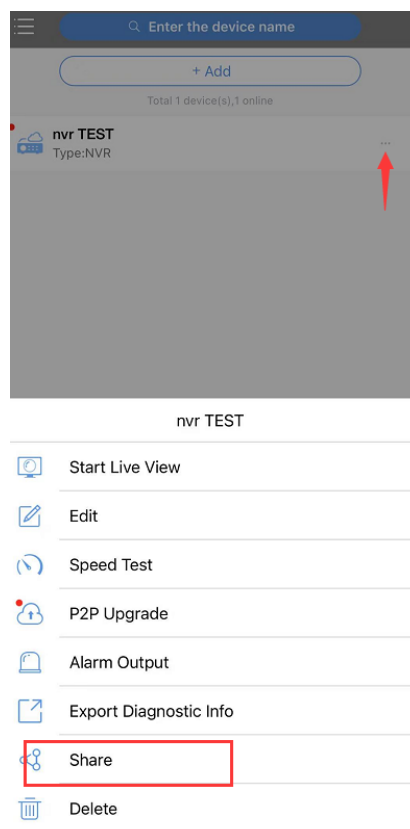 Enter the device name
+ Add
Total 1 device(s),1 online
nvr TEST
Type:NVR
...
nvr TEST
Start Live View
Edit
Speed Test
P2P Upgrade
Alarm Output
Export Diagnostic Info
Share
Delete